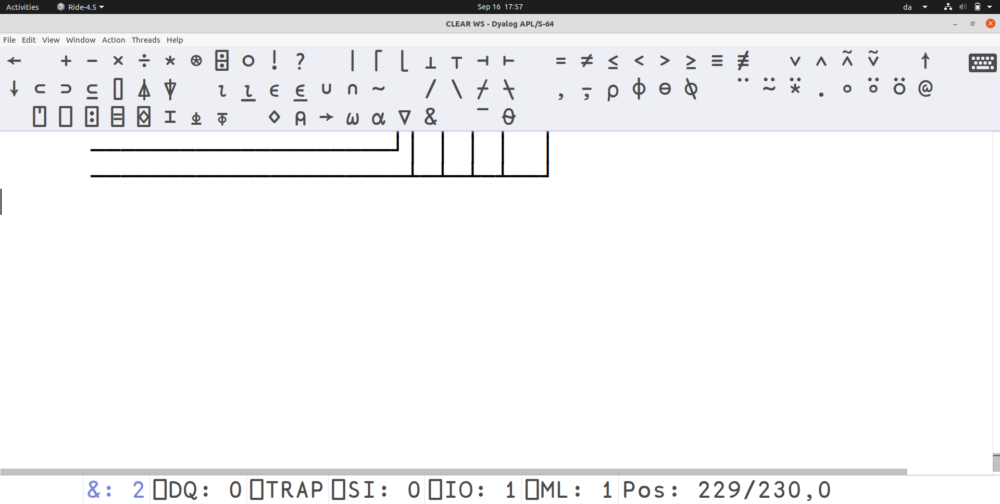 Activities Ride-4.5 Sep 16 17:57 da
CLEAR WS - Dyalog APL/S-64
File Edit View Window Action Threads Help
← + - × ÷ * ⍟ ⌹ ○ ! ? | ⌈ ⌊ ⊥ ⊤ ⊣ ⊢ = ≠ ≤ < > ≥ ≡ ≢ ∨ ∧ ⍲ ⍱ ↑
↓ ⊂ ⊃ ⊆ ⌷ ⍋ ⍒ ⍳ ⍸ ∊ ⍷ ∪ ∩ ~ / \ ⌿ ⍀ , ⍪ ⍴ ⌽ ⊖ ⍉ ¨ ⍨ ⍣ . ∘ ⍤ ⍥ @
⍞ ⎕ ⍠ ⌸ ⌺ ⌶ ⍎ ⍕ ⋄ ⍝ → ⍵ ⍺ ∇ & ¯ ⍬
&: 2 ⎕DQ: 0 ⎕TRAP ⎕SI: 0 ⎕IO: 1 ⎕ML: 1 Pos: 229/230,0